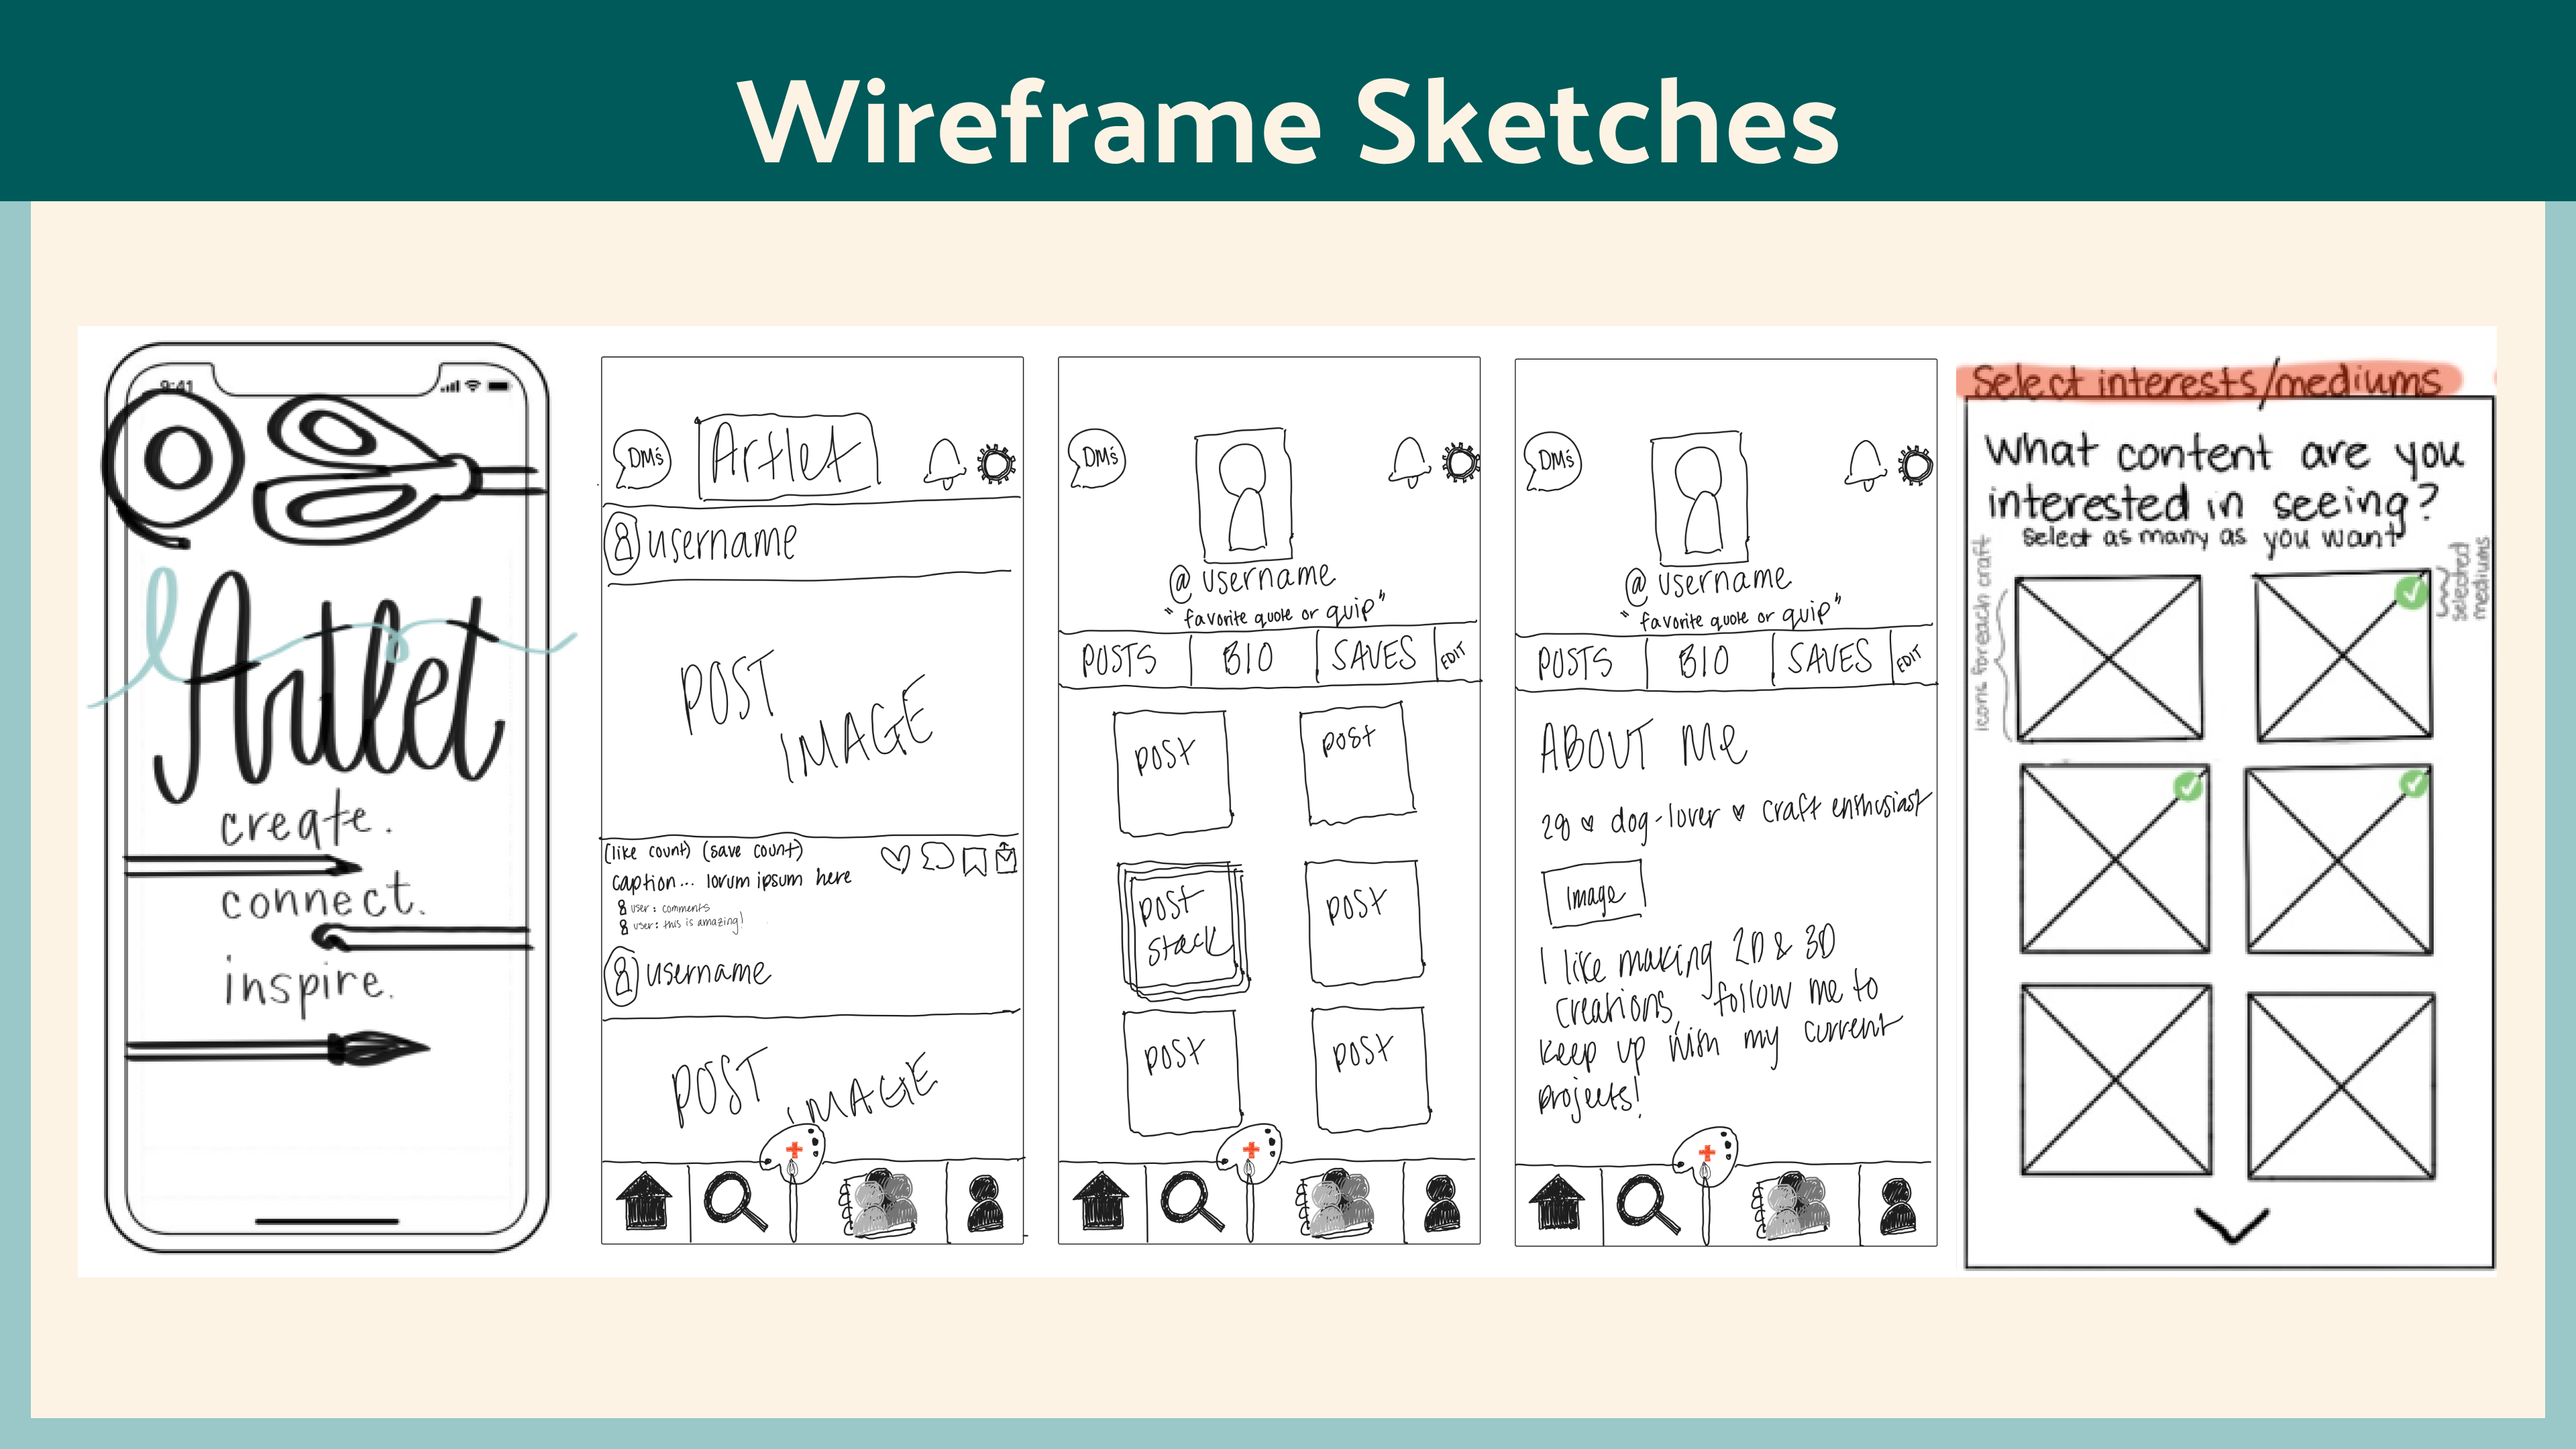 Wireframe Sketches
9:41
Artlet
create.
connect.
inspire.
DM's
Artlet
username
POST
IMAGE
(like count) (save count)
caption... lorum ipsum here
user: comments
user: this is amazing!
username
POST
IMAGE
DM's
@username
"favorite quote or quip"
POSTS BIO SAVES EDIT
post post
post stack post
post post
DM's
@username
"favorite quote or quip"
POSTS BIO SAVES EDIT
ABOUT Me
dog-lover craft enthusiast
Image
I like making 2D & 3D
creations, follow me to
keep up with my current
projects!
Select interests/mediums
What content are you
interested in seeing?
select as many as you want
icons for each craft
selected
mediums